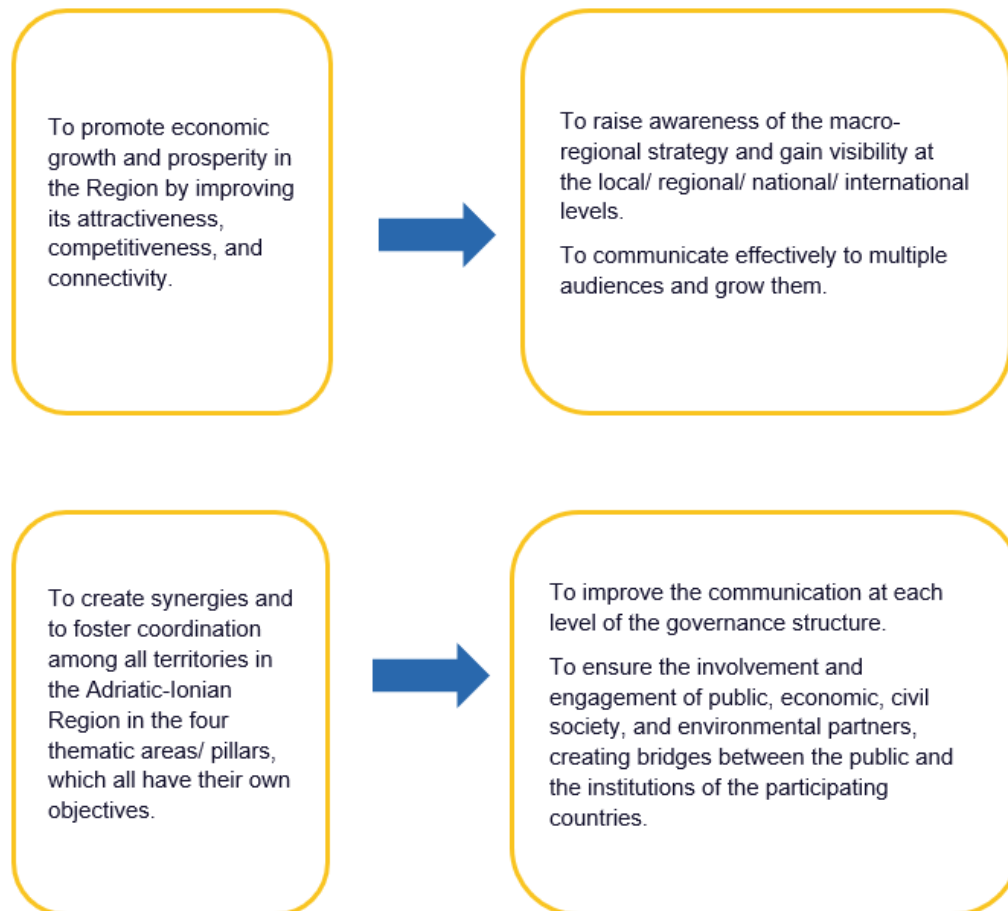 To promote economic
growth and prosperity in
the Region by improving
its attractiveness,
competitiveness, and
connectivity.
To raise awareness of the macro-
regional strategy and gain visibility at
the local/ regional/ national/ international
levels.
To communicate effectively to multiple
audiences and grow them.
To create synergies and
to foster coordination
among all territories in
the Adriatic-Ionian
Region in the four
thematic areas/ pillars,
which all have their own
objectives.
To improve the communication at each
level of the governance structure.
To ensure the involvement and
engagement of public, economic, civil
society, and environmental partners,
creating bridges between the public and
the institutions of the participating
countries.